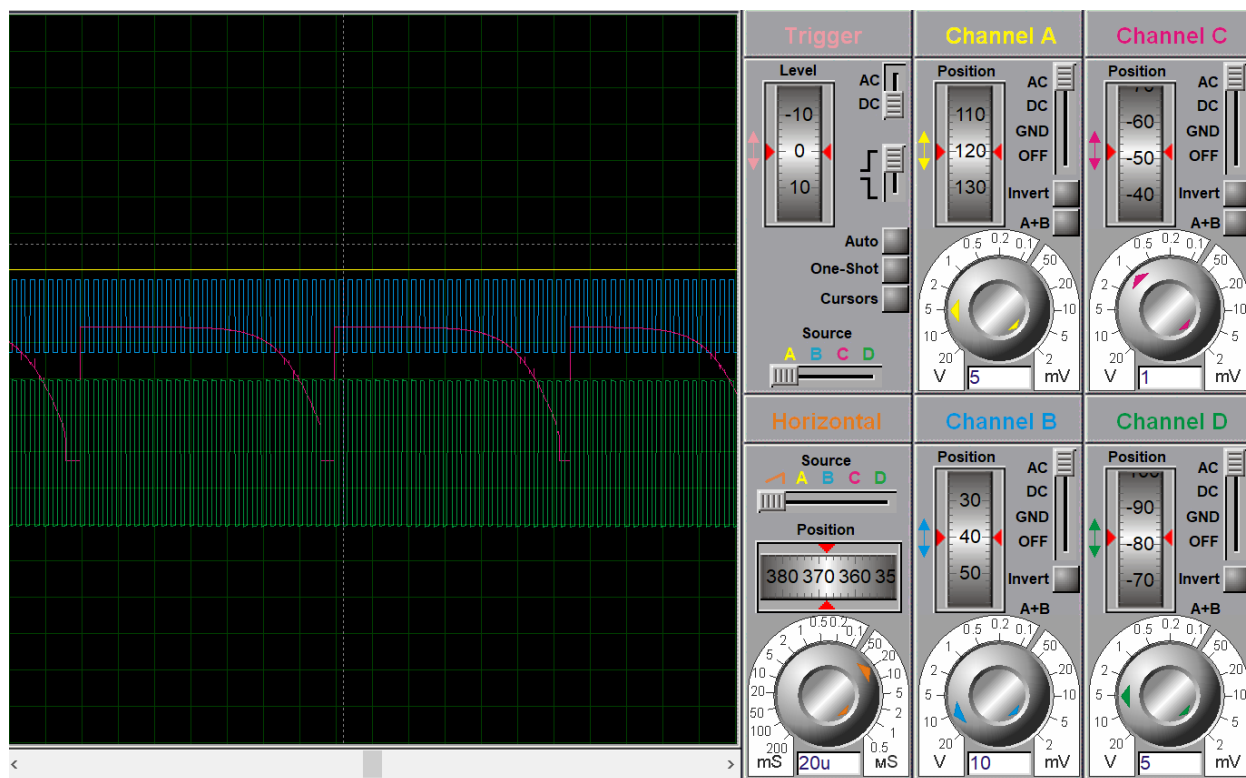 Trigger
Level
-10
0
10
AC
DC
Auto
One-Shot
Cursors
Source
A B C D
Channel A
Position
110
120
130
AC
DC
GND
OFF
Invert
A+B
20 10 5 2 1 0.5 0.2 0.1 50 20 10 5 2
V
5
mV
Channel C
Position
-60
-50
-40
AC
DC
GND
OFF
Invert
A+B
20 10 5 2 1 0.5 0.2 0.1 50 20 10 5 2
V
1
mV
Horizontal
Source
A B C D
Position
380 370 360 35
200 100 50 20 10 5 2 1 0.5 0.2 0.1 50 20 10 5 2 1 0.5
mS
20u
мS
Channel B
Position
30
40
50
AC
DC
GND
OFF
Invert
A+B
20 10 5 2 1 0.5 0.2 0.1 50 20 10 5 2
V
10
mV
Channel D
Position
-90
-80
-70
AC
DC
GND
OFF
Invert
A+B
20 10 5 2 1 0.5 0.2 0.1 50 20 10 5 2
V
5
mV